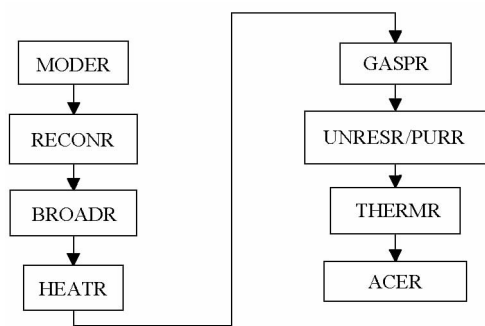 MODER
RECONR
BROADR
HEATR
GASPR
UNRESR/PURR
THERMR
ACER